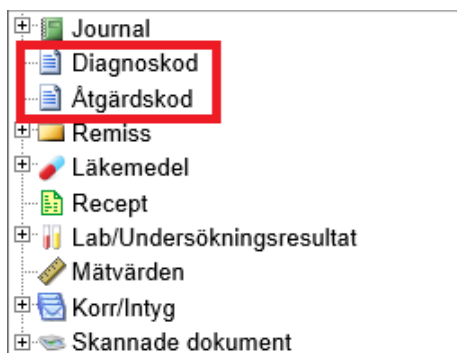 Journal
Diagnoskod
Åtgärdskod
Remiss
Läkemedel
Recept
Lab/Undersökningsresultat
Mätvärden
Korr/Intyg
Skannade dokument